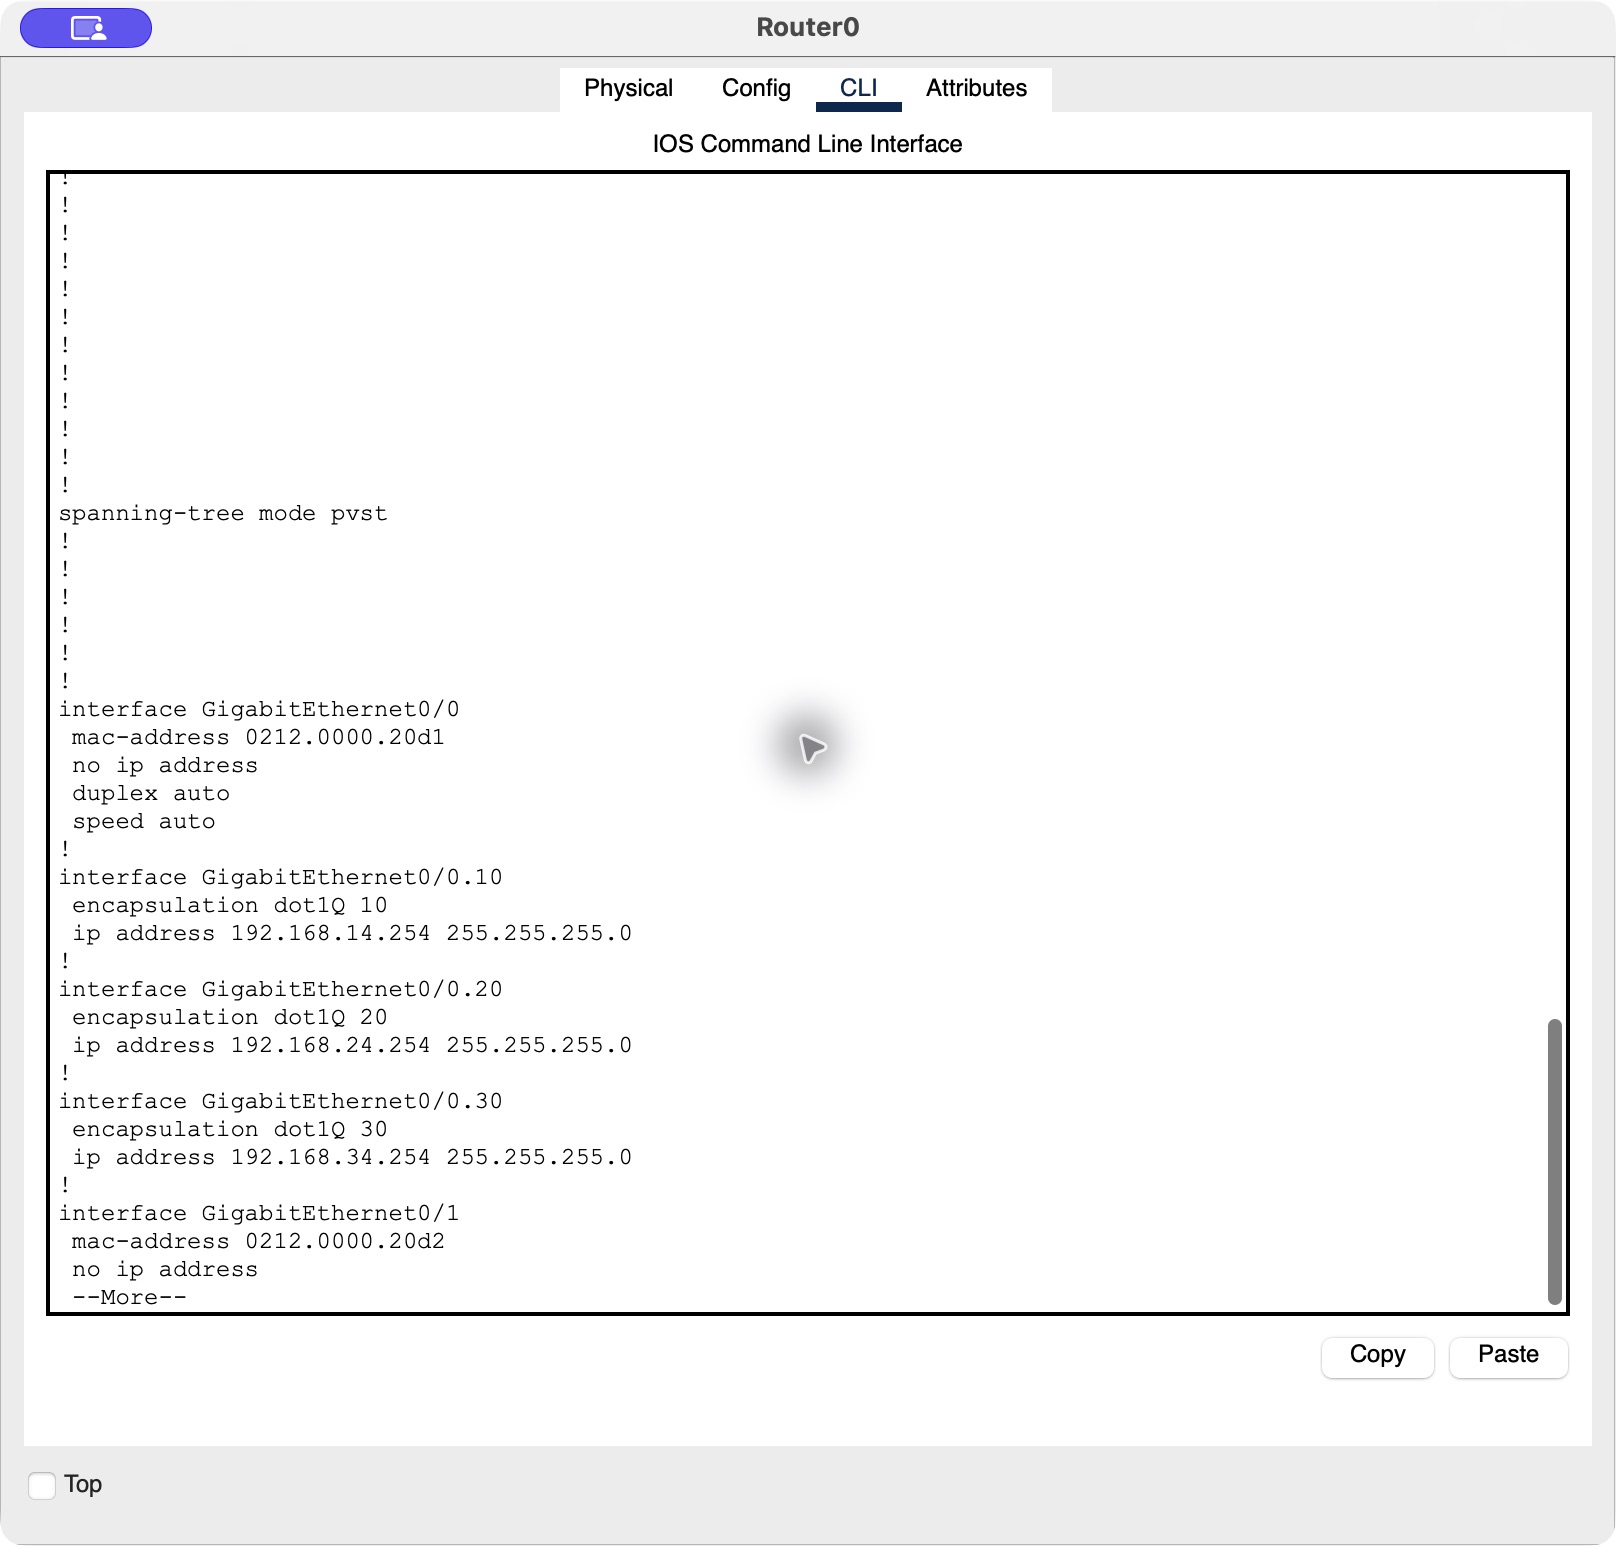 Router0
Physical Config CLI Attributes
IOS Command Line Interface
!
!
!
!
!
!
!
!
!
!
!
!
spanning-tree mode pvst
!
!
!
!
!
!
interface GigabitEthernet0/0
 mac-address 0212.0000.20d1
 no ip address
 duplex auto
 speed auto
!
interface GigabitEthernet0/0.10
 encapsulation dot1Q 10
 ip address 192.168.14.254 255.255.255.0
!
interface GigabitEthernet0/0.20
 encapsulation dot1Q 20
 ip address 192.168.24.254 255.255.255.0
!
interface GigabitEthernet0/0.30
 encapsulation dot1Q 30
 ip address 192.168.34.254 255.255.255.0
!
interface GigabitEthernet0/1
 mac-address 0212.0000.20d2
 no ip address
 --More--
Copy Paste
Top